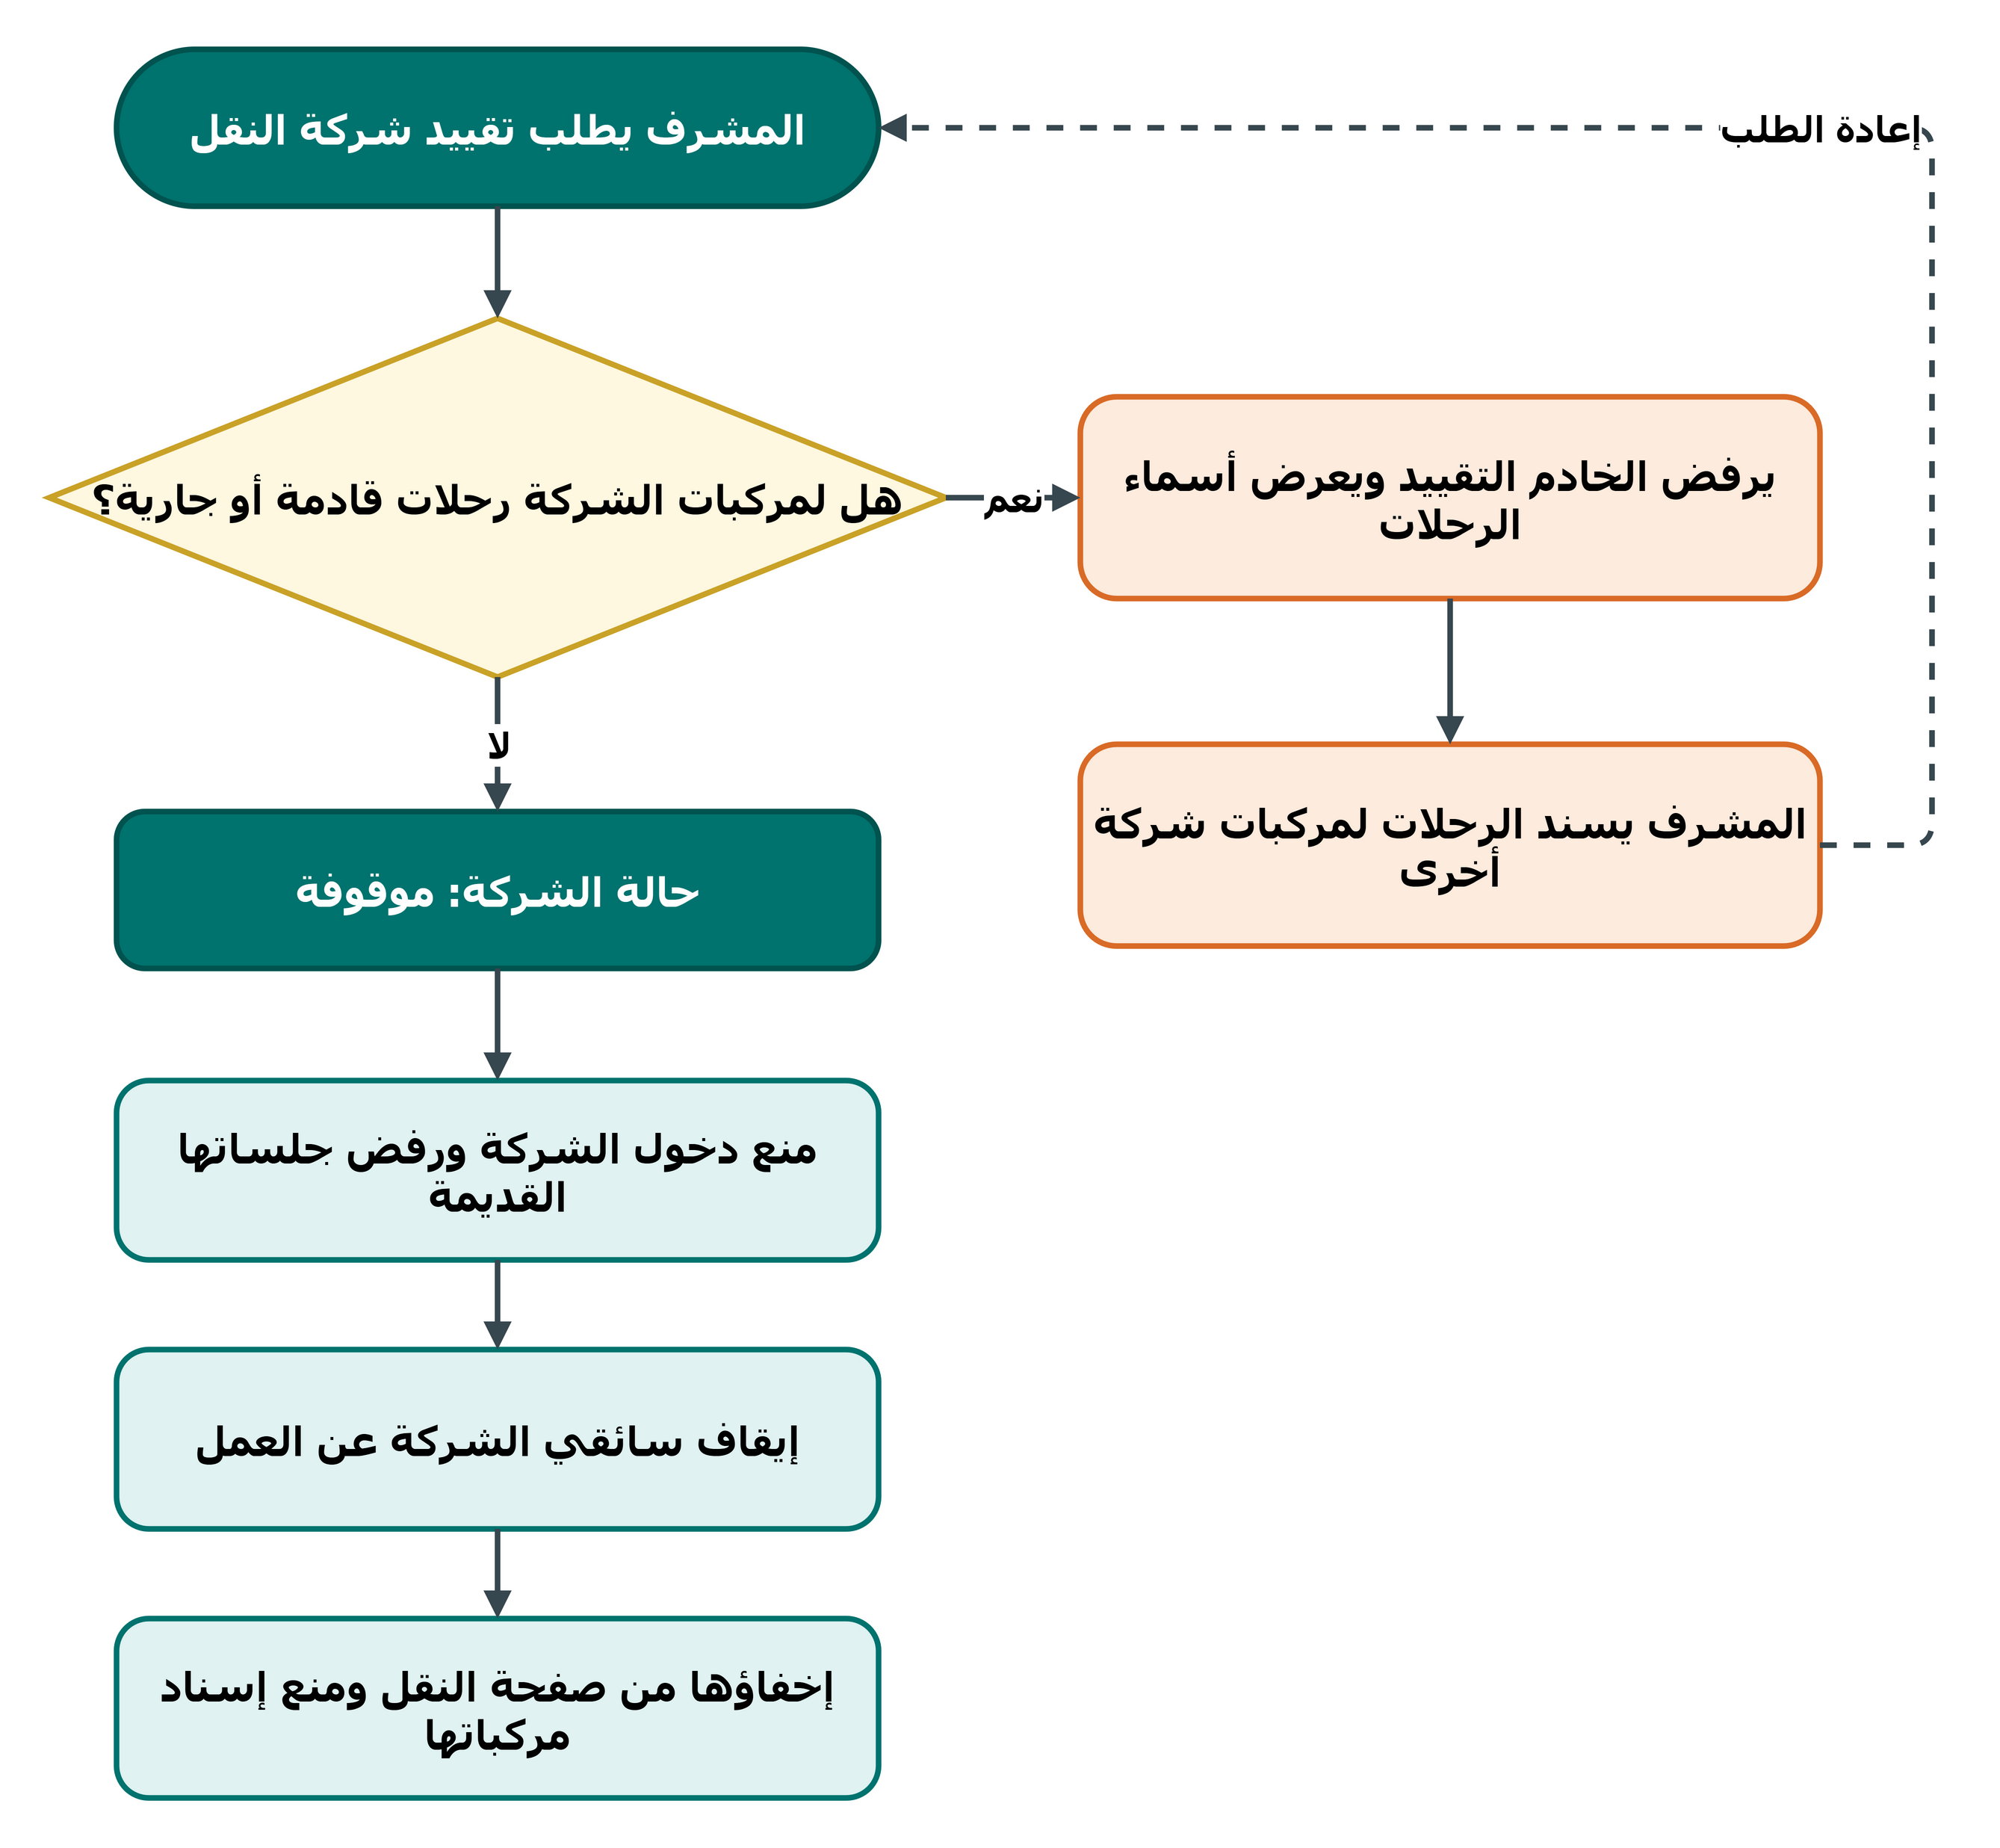 المشرف يطلب تقييد شركة النقل
إعادة الطلب
هل لمركبات الشركة رحلات قادمة أو جارية؟
نعم
يرفض الخادم التقييد ويعرض أسماء
الرحلات
لا
المشرف يسند الرحلات لمركبات شركة
أخرى
حالة الشركة: موقوفة
منع دخول الشركة ورفض جلساتها
القديمة
إيقاف سائقي الشركة عن العمل
إخفاؤها من صفحة النقل ومنع إسناد
مركباتها